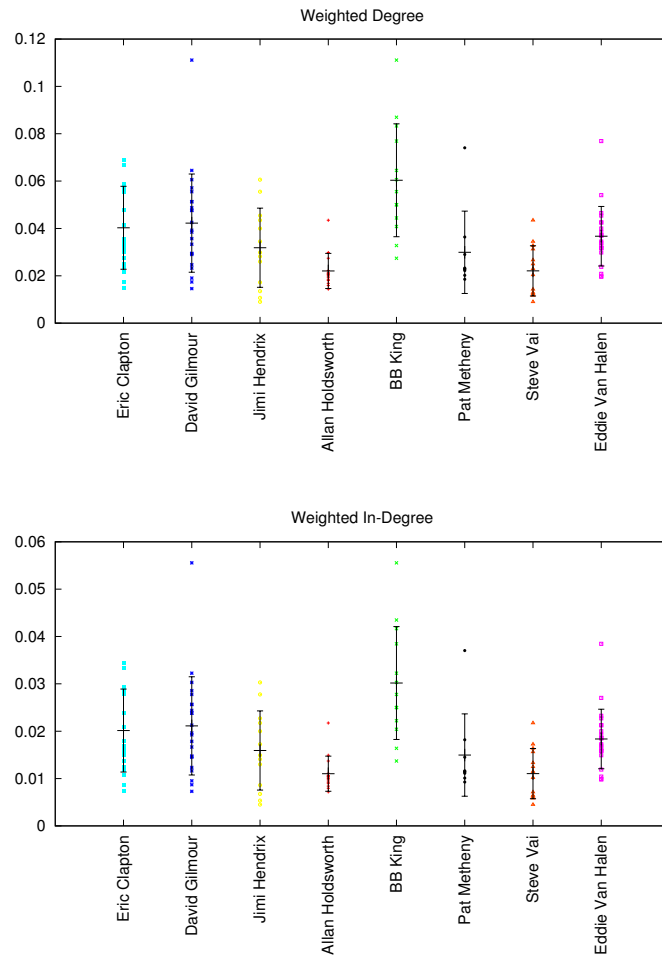 Weighted Degree
0.12
0.1
0.08
0.06
0.04
0.02
0
Eric Clapton
David Gilmour
Jimi Hendrix
Allan Holdsworth
BB King
Pat Metheny
Steve Vai
Eddie Van Halen
Weighted In-Degree
0.06
0.05
0.04
0.03
0.02
0.01
0
Eric Clapton
David Gilmour
Jimi Hendrix
Allan Holdsworth
BB King
Pat Metheny
Steve Vai
Eddie Van Halen